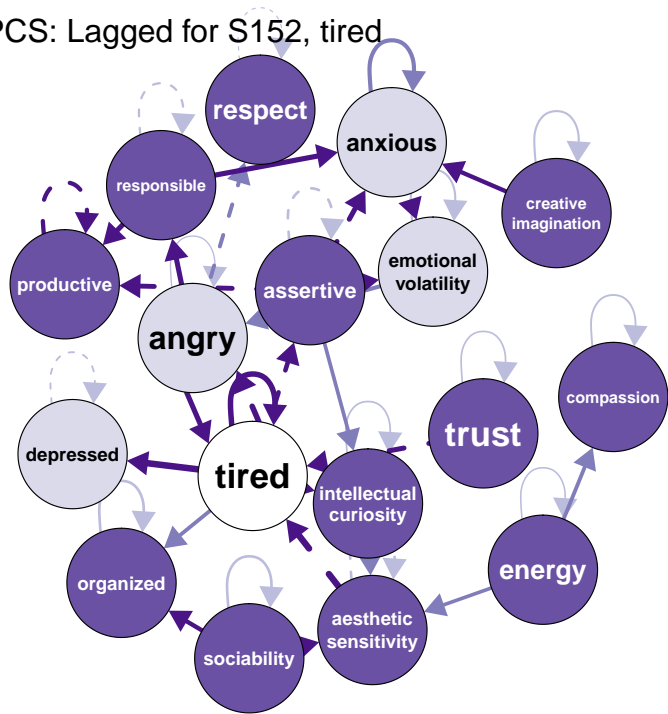 PCS: Lagged for S152, tired
respect
anxious
responsible
creative
imagination
emotional
volatility
productive
assertive
angry
compassion
trust
depressed
tired
intellectual
curiosity
energy
organized
aesthetic
sensitivity
sociability